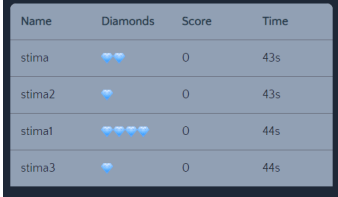 Name Diamonds Score Time
stima 💙💙 0 43s
stima2 💙 0 43s
stima1 💙💙💙💙 0 44s
stima3 💙 0 44s